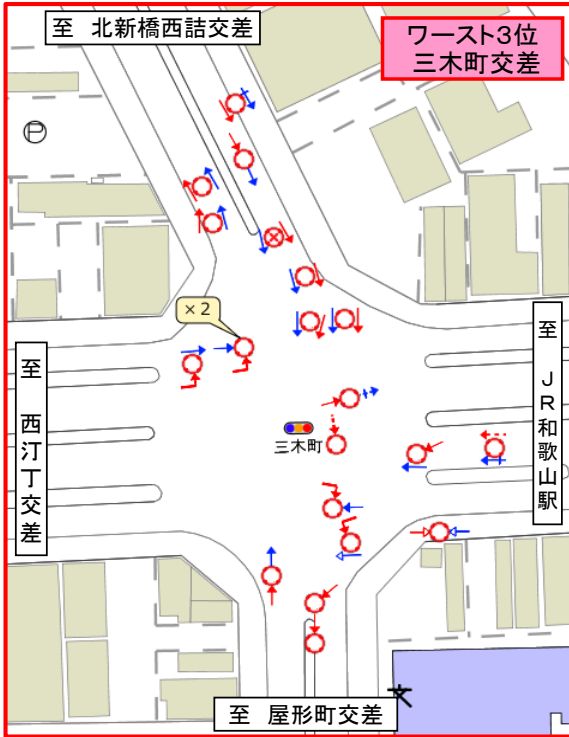 至 北新橋西詰交差
ワースト3位
三木町交差
Ⓟ
×2
至 西汀丁交差
三木町
至 JR和歌山駅
至 屋形町交差